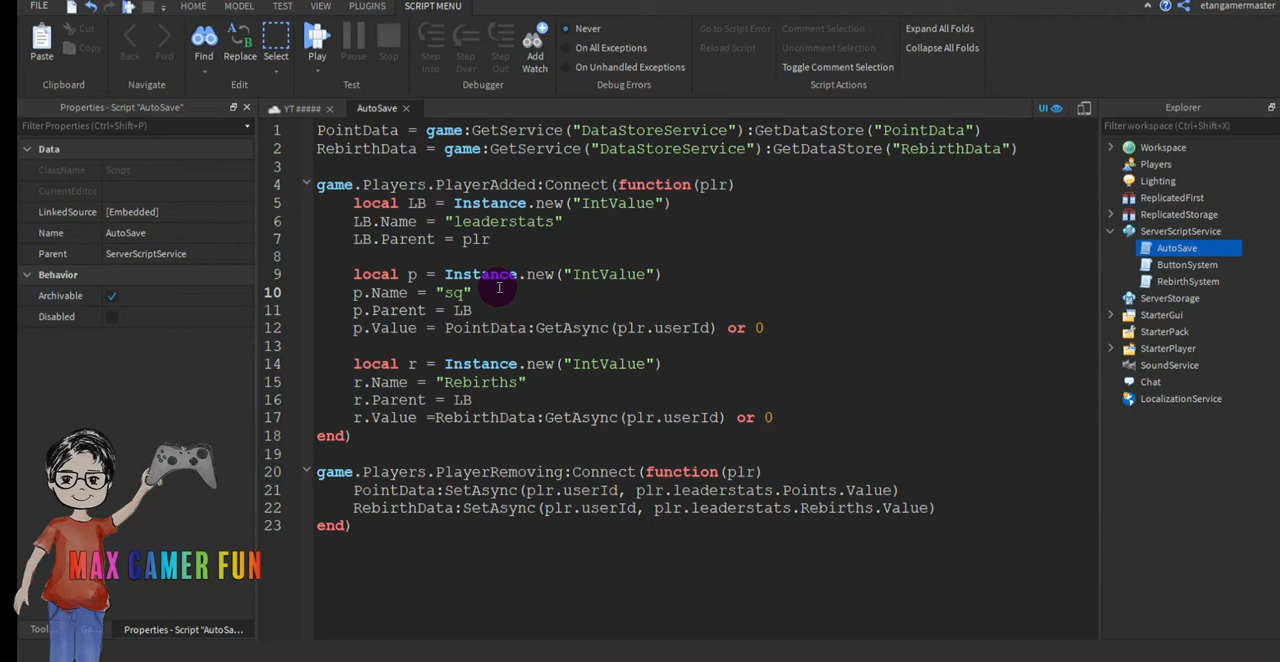 FILE HOME MODEL TEST VIEW PLUGINS SCRIPT MENU etangamermaster
Paste Cut Copy Back Fwd Find Replace Select Play Pause Stop Step Into Step Over Step Out Add Watch
Never On All Exceptions On Unhandled Exceptions
Go to Script Error Reload Script
Comment Selection Uncomment Selection Toggle Comment Selection
Expand All Folds Collapse All Folds
Clipboard Navigate Edit Test Debugger Debug Errors Script Actions
Properties - Script "AutoSave"
Filter Properties (Ctrl+Shift+P)
Data
ClassName Script
CurrentEditor
LinkedSource [Embedded]
Name AutoSave
Parent ServerScriptService
Behavior
Archivable
Disabled
MAX GAMER FUN
Tool... Properties - Script "AutoSa...
YT ##### × AutoSave × UI
1 PointData = game:GetService("DataStoreService"):GetDataStore("PointData")
2 RebirthData = game:GetService("DataStoreService"):GetDataStore("RebirthData")
3
4 game.Players.PlayerAdded:Connect(function(plr)
5 local LB = Instance.new("IntValue")
6 LB.Name = "leaderstats"
7 LB.Parent = plr
8
9 local p = Instance.new("IntValue")
10 p.Name = "sq"
11 p.Parent = LB
12 p.Value = PointData:GetAsync(plr.userId) or 0
13
14 local r = Instance.new("IntValue")
15 r.Name = "Rebirths"
16 r.Parent = LB
17 r.Value =RebirthData:GetAsync(plr.userId) or 0
18 end)
19
20 game.Players.PlayerRemoving:Connect(function(plr)
21 PointData:SetAsync(plr.userId, plr.leaderstats.Points.Value)
22 RebirthData:SetAsync(plr.userId, plr.leaderstats.Rebirths.Value)
23 end)
Explorer
Filter workspace (Ctrl+Shift+X)
Workspace
Players
Lighting
ReplicatedFirst
ReplicatedStorage
ServerScriptService
AutoSave
ButtonSystem
RebirthSystem
ServerStorage
StarterGui
StarterPack
StarterPlayer
SoundService
Chat
LocalizationService